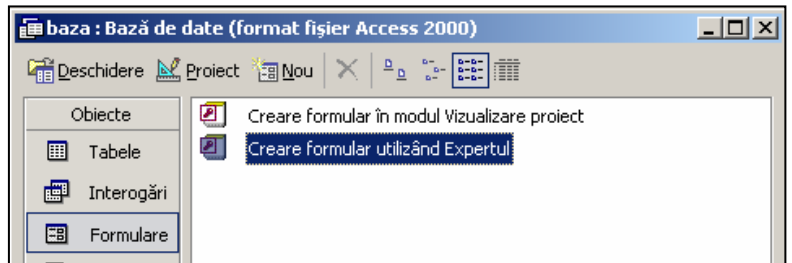 baza : Bază de date (format fișier Access 2000)
Deschidere Proiect Nou
Obiecte
Creare formular în modul Vizualizare proiect
Tabele
Creare formular utilizând Expertul
Interogări
Formulare